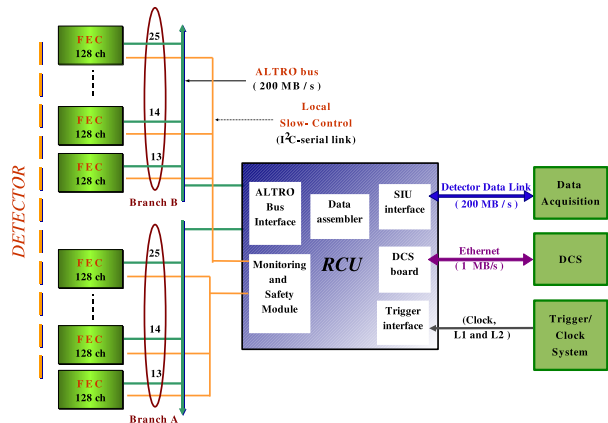 25
FEC
128 ch
14
FEC
128 ch
13
FEC
128 ch
Branch B
ALTRO bus
( 200 MB / s )
Local
Slow- Control
(I²C-serial link)
DETECTOR
25
FEC
128 ch
14
FEC
128 ch
13
FEC
128 ch
Branch A
ALTRO
Bus
Interface
Data
assembler
SIU
interface
RCU
Monitoring
and
Safety
Module
DCS
board
Trigger
interface
Detector Data Link
( 200 MB / s )
Ethernet
( 1 MB/s )
(Clock,
L1 and L2 )
Data
Acquisition
DCS
Trigger/
Clock
System